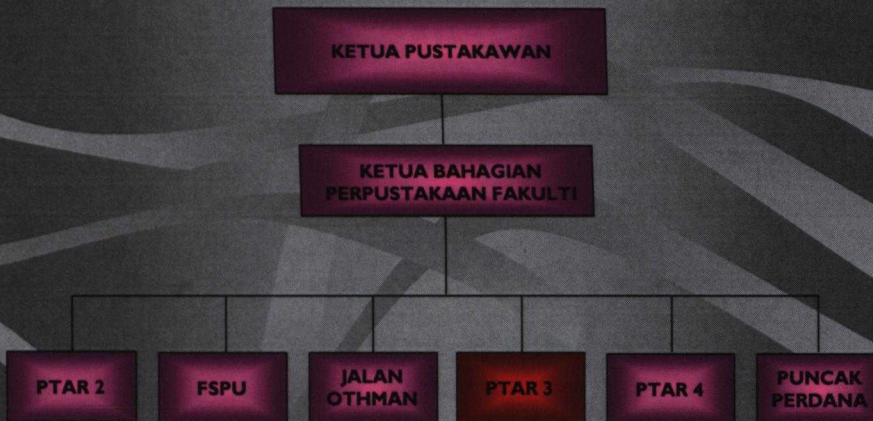 KETUA PUSTAKAWAN
KETUA BAHAGIAN
PERPUSTAKAAN FAKULTI
PTAR 2
FSPU
JALAN
OTHMAN
PTAR 3
PTAR 4
PUNCAK
PERDANA